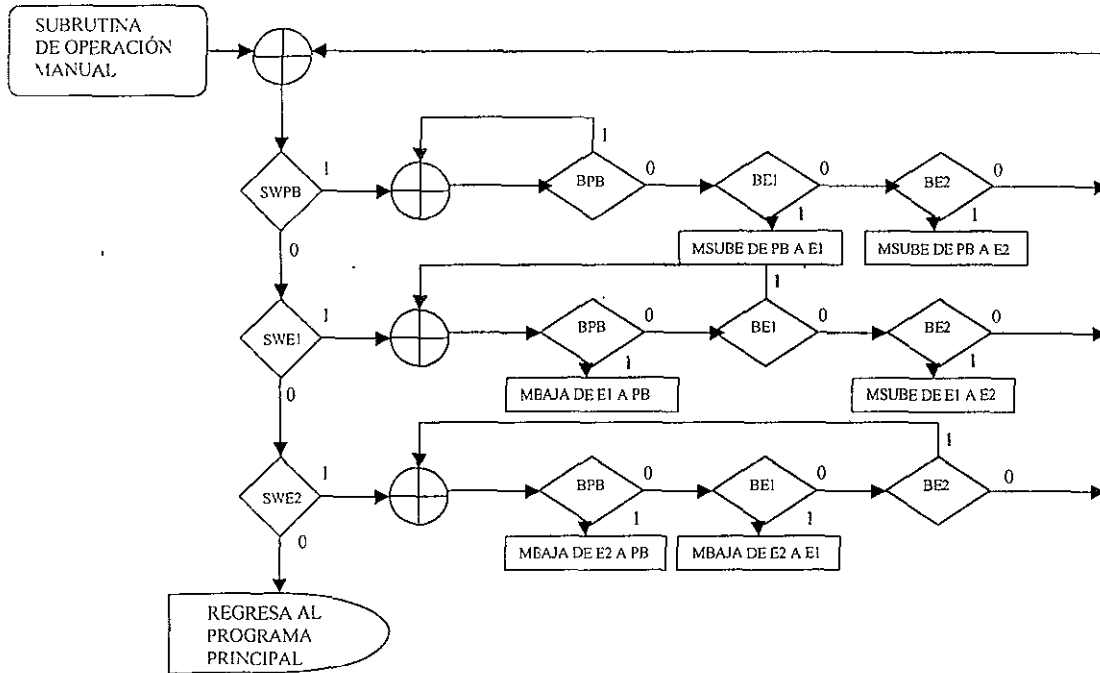 SUBRUTINA
DE OPERACIÓN
MANUAL
1
SWPB
1
BPB
0
BE1
0
BE2
0
1
1
0
MSUBE DE PB A E1
MSUBE DE PB A E2
1
SWE1
1
BPB
0
BE1
0
BE2
0
1
1
0
MBAJA DE E1 A PB
MSUBE DE E1 A E2
1
SWE2
1
BPB
0
BE1
0
BE2
0
1
1
0
MBAJA DE E2 A PB
MBAJA DE E2 A E1
REGRESA AL
PROGRAMA
PRINCIPAL